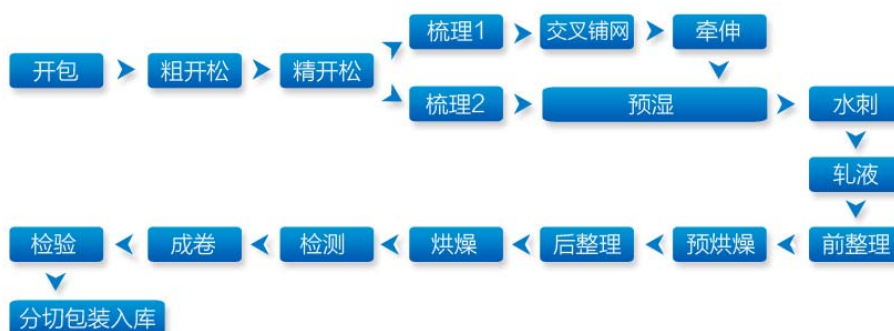 梳理1
交叉铺网
牵伸
开包
粗开松
精开松
梳理2
预湿
水刺
轧液
检验
成卷
检测
烘燥
后整理
预烘燥
前整理
分切包装入库